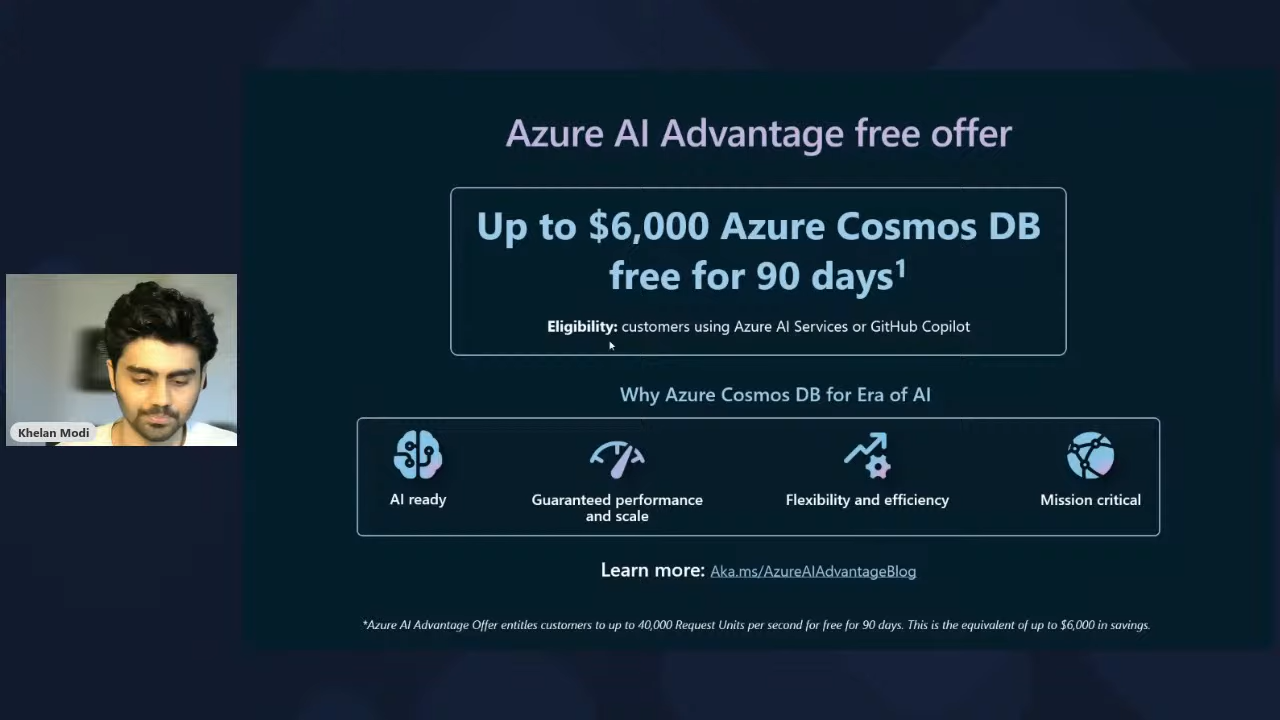 Azure AI Advantage free offer
Up to $6,000 Azure Cosmos DB
free for 90 days¹
Eligibility: customers using Azure AI Services or GitHub Copilot
Khelan Modi
Why Azure Cosmos DB for Era of AI
AI ready
Guaranteed performance
and scale
Flexibility and efficiency
Mission critical
Learn more: Aka.ms/AzureAIAdvantageBlog
*Azure AI Advantage Offer entitles customers to up to 40,000 Request Units per second for free for 90 days. This is the equivalent of up to $6,000 in savings.